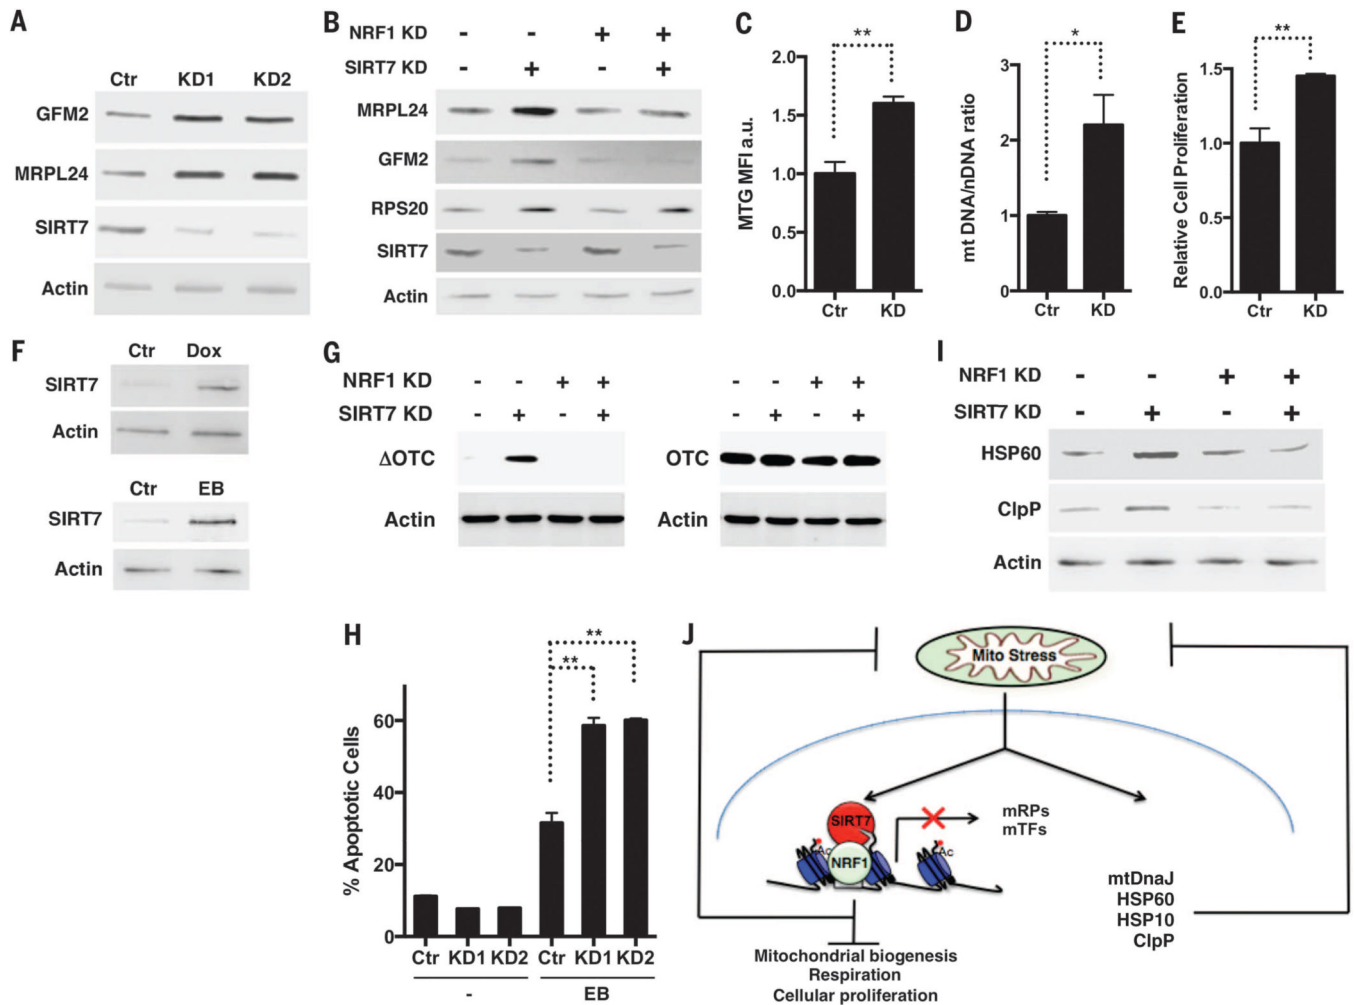 A
Ctr KD1 KD2
GFM2
MRPL24
SIRT7
Actin
B
NRF1 KD - - + +
SIRT7 KD - + - +
MRPL24
GFM2
RPS20
SIRT7
Actin
C
**
MTG MFI a.u.
2.0
1.5
1.0
0.5
0.0
Ctr KD
D
*
mt DNA/nDNA ratio
3
2
1
0
Ctr KD
E
**
Relative Cell Proliferation
1.5
1.0
0.5
0.0
Ctr KD
F
Ctr Dox
SIRT7
Actin
Ctr EB
SIRT7
Actin
G
NRF1 KD - - + + - - + +
SIRT7 KD - + - + - + - +
ΔOTC OTC
Actin Actin
I
NRF1 KD - - + +
SIRT7 KD - + - +
HSP60
ClpP
Actin
H
**
**
% Apoptotic Cells
60
40
20
0
Ctr KD1 KD2 Ctr KD1 KD2
- EB
J
Mito Stress
SIRT7
NRF1
Ac
Ac
mRPs
mTFs
mtDnaJ
HSP60
HSP10
ClpP
Mitochondrial biogenesis
Respiration
Cellular proliferation